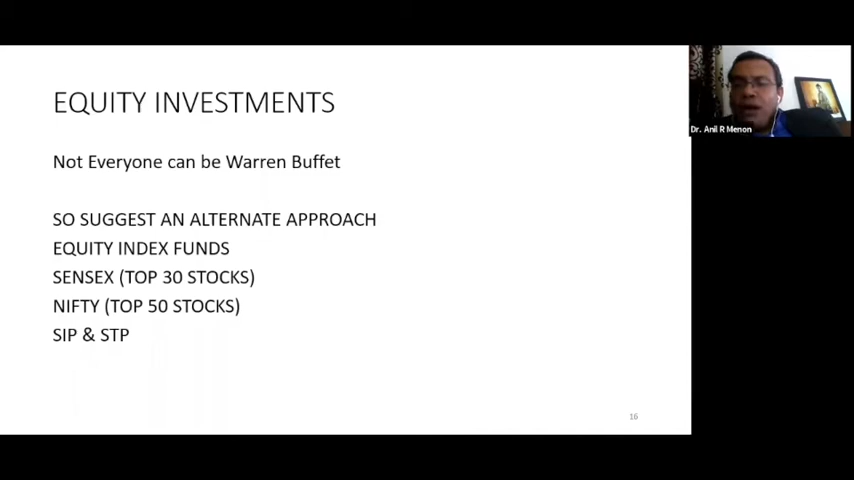 EQUITY INVESTMENTS
Not Everyone can be Warren Buffet
SO SUGGEST AN ALTERNATE APPROACH
EQUITY INDEX FUNDS
SENSEX (TOP 30 STOCKS)
NIFTY (TOP 50 STOCKS)
SIP & STP
16
Dr. Anil R Menon